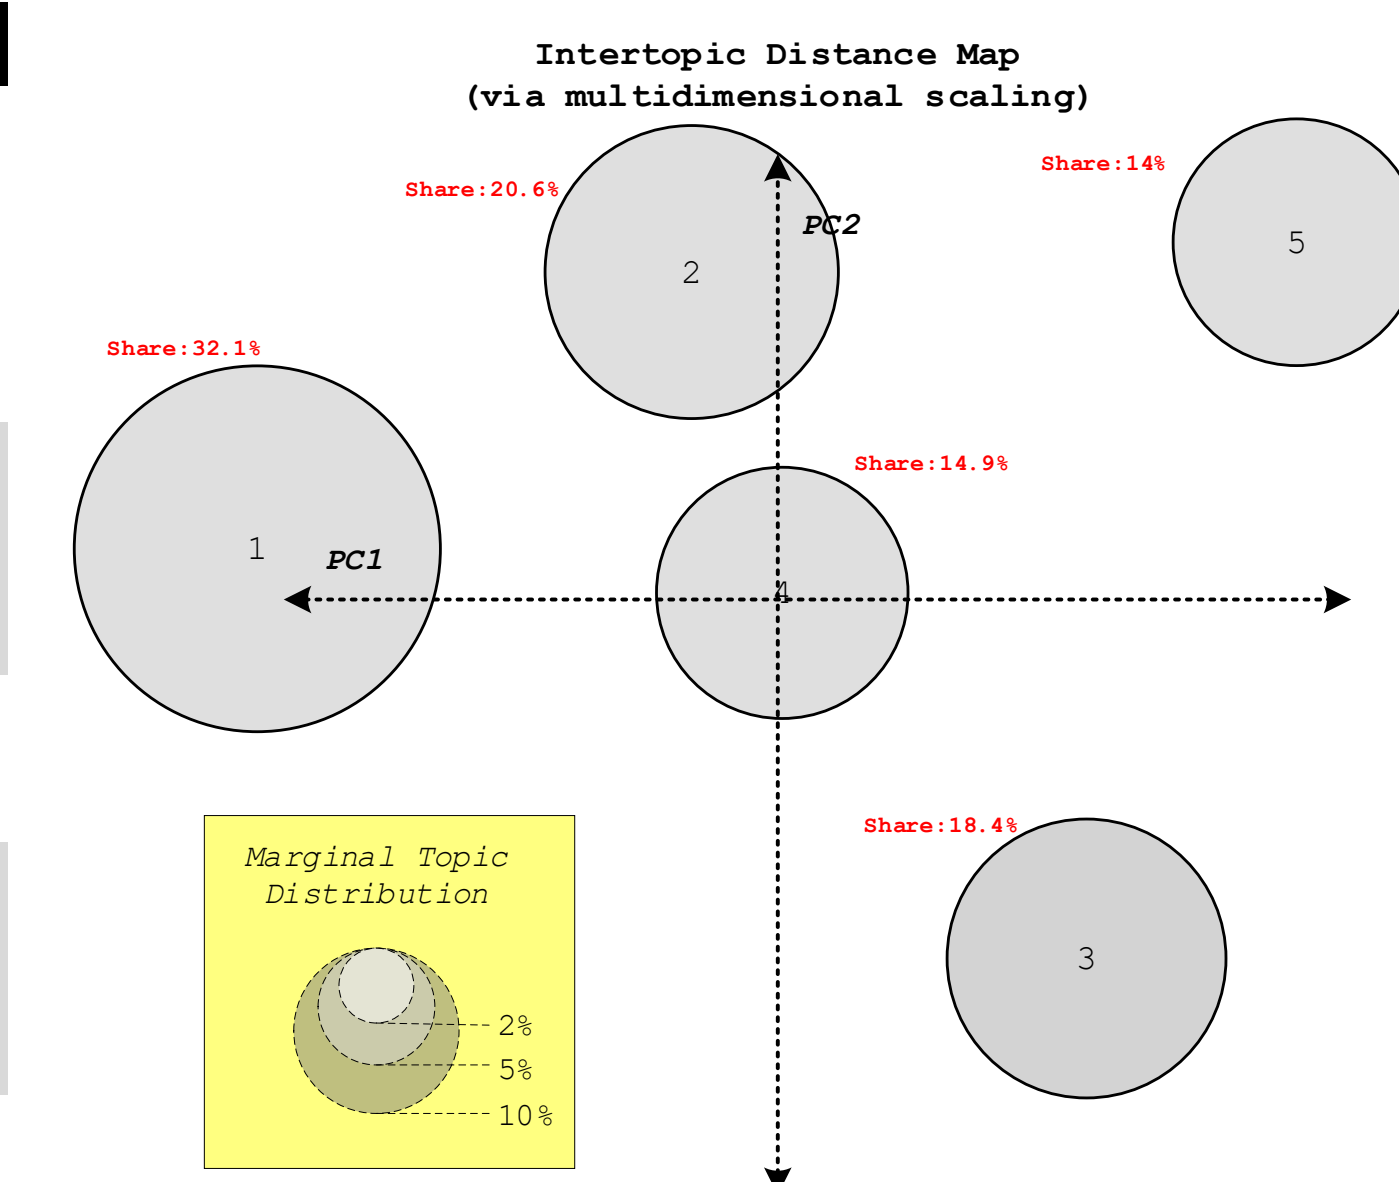 Intertopic Distance Map
(via multidimensional scaling)
Share:14%
Share:20.6%
PC2
5
2
Share:32.1%
Share:14.9%
1
PC1
4
Share:18.4%
Marginal Topic
Distribution
3
2%
5%
10%